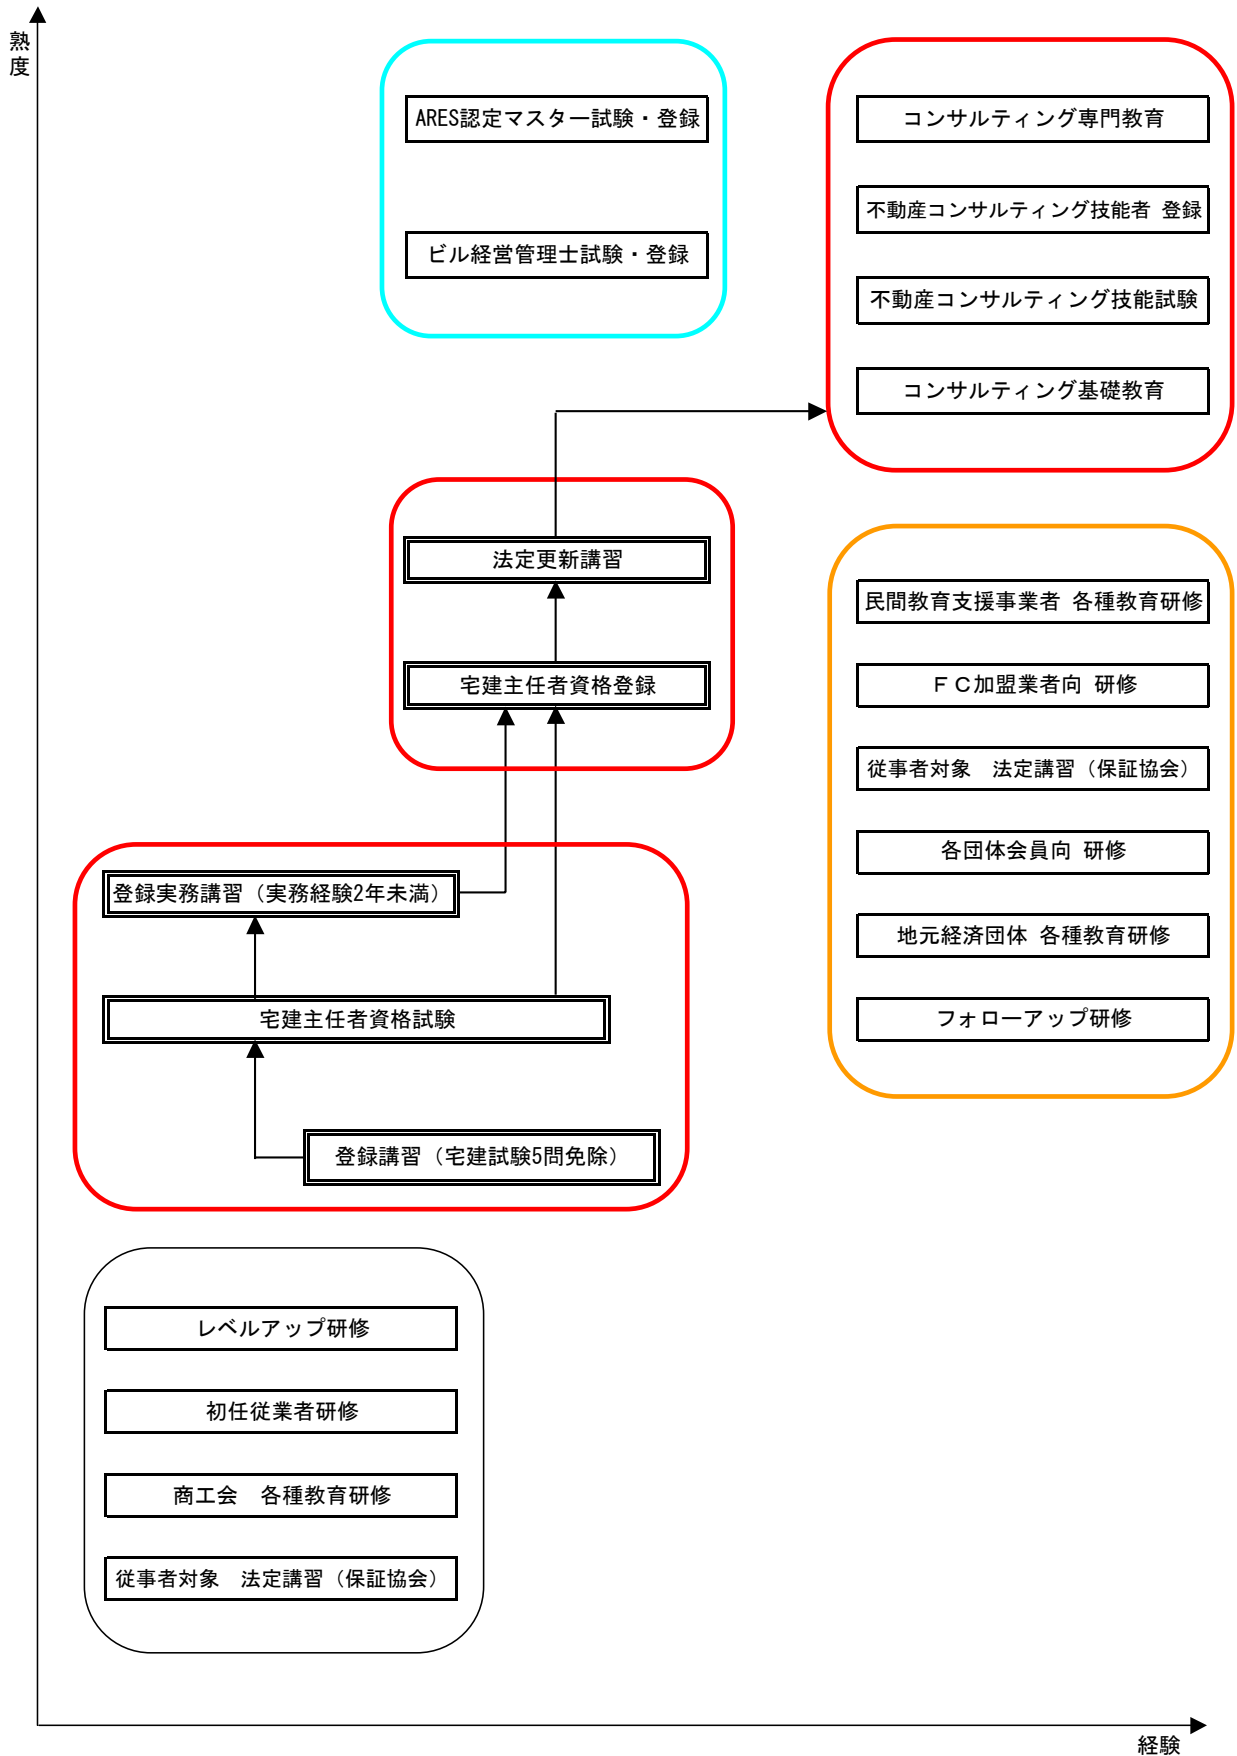 熟
度
ARES認定マスター試験・登録
ビル経営管理士試験・登録
コンサルティング専門教育
不動産コンサルティング技能者 登録
不動産コンサルティング技能試験
コンサルティング基礎教育
法定更新講習
宅建主任者資格登録
民間教育支援事業者 各種教育研修
ＦＣ加盟業者向 研修
従事者対象　法定講習（保証協会）
各団体会員向 研修
地元経済団体 各種教育研修
フォローアップ研修
登録実務講習（実務経験2年未満）
宅建主任者資格試験
登録講習（宅建試験5問免除）
レベルアップ研修
初任従業者研修
商工会　各種教育研修
従事者対象　法定講習（保証協会）
経験